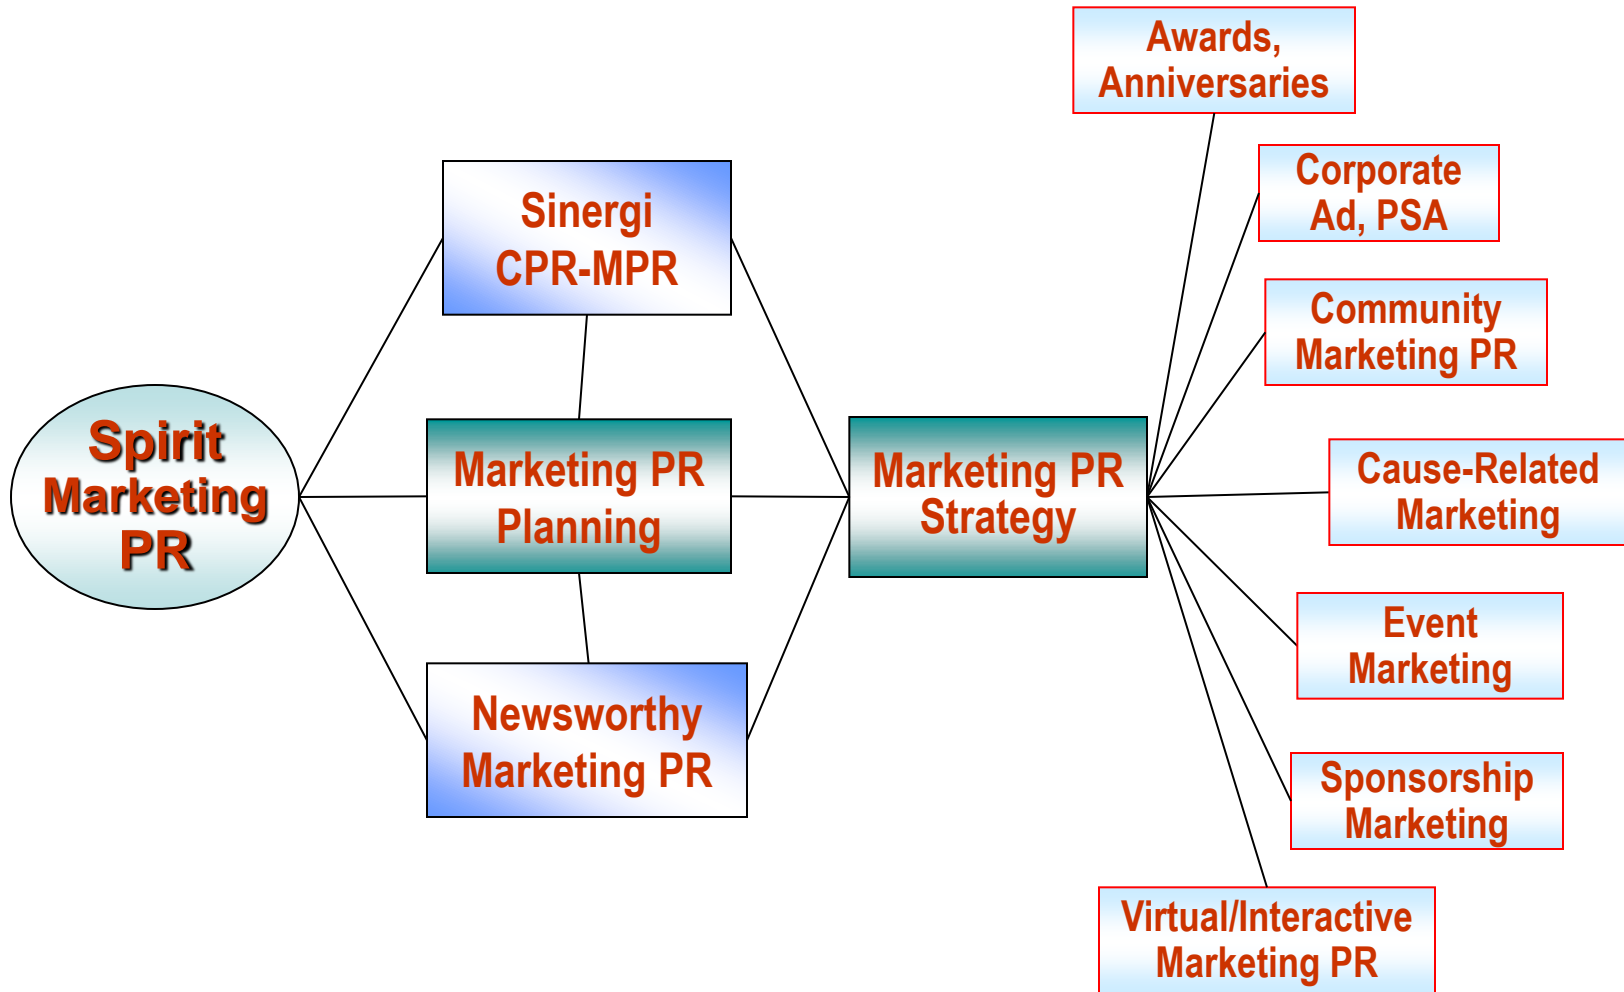 Spirit
Marketing
PR
Sinergi
CPR-MPR
Marketing PR
Planning
Newsworthy
Marketing PR
Marketing PR
Strategy
Awards,
Anniversaries
Corporate
Ad, PSA
Community
Marketing PR
Cause-Related
Marketing
Event
Marketing
Sponsorship
Marketing
Virtual/Interactive
Marketing PR